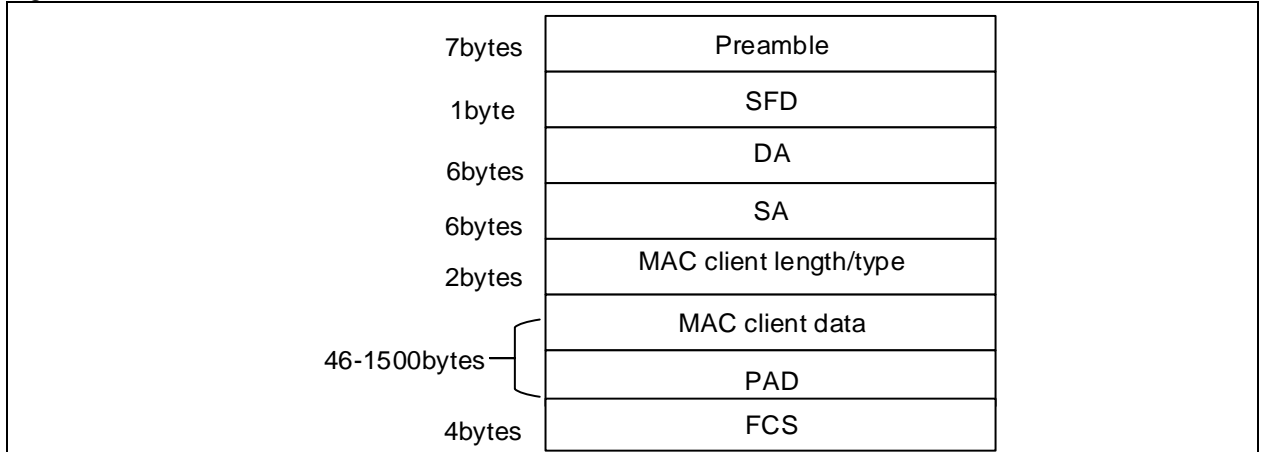 7bytes Preamble
1byte SFD
6bytes DA
6bytes SA
2bytes MAC client length/type
MAC client data
46-1500bytes
PAD
4bytes FCS